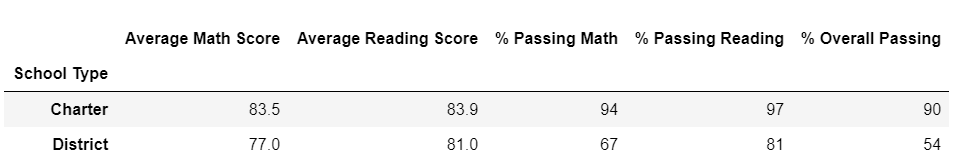 Average Math Score Average Reading Score % Passing Math % Passing Reading % Overall Passing
School Type
Charter 83.5 83.9 94 97 90
District 77.0 81.0 67 81 54